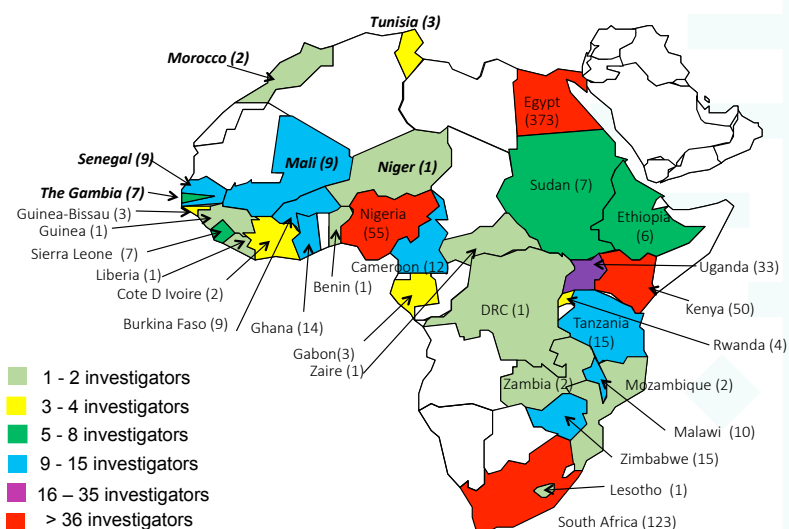 Tunisia (3)
Morocco (2)
Egypt
(373)
Senegal (9)
Mali (9)
Niger (1)
The Gambia (7)
Sudan (7)
Guinea-Bissau (3)
Nigeria
(55)
Ethiopia
(6)
Guinea (1)
Sierra Leone (7)
Cameroon (12)
Uganda (33)
Liberia (1)
Benin (1)
Cote D Ivoire (2)
Kenya (50)
DRC (1)
Burkina Faso (9)
Ghana (14)
Tanzania
(15)
Rwanda (4)
Gabon(3)
Zaire (1)
1 - 2 investigators
Zambia (2)
Mozambique (2)
3 - 4 investigators
Malawi (10)
5 - 8 investigators
Zimbabwe (15)
9 - 15 investigators
Lesotho (1)
16 – 35 investigators
South Africa (123)
> 36 investigators